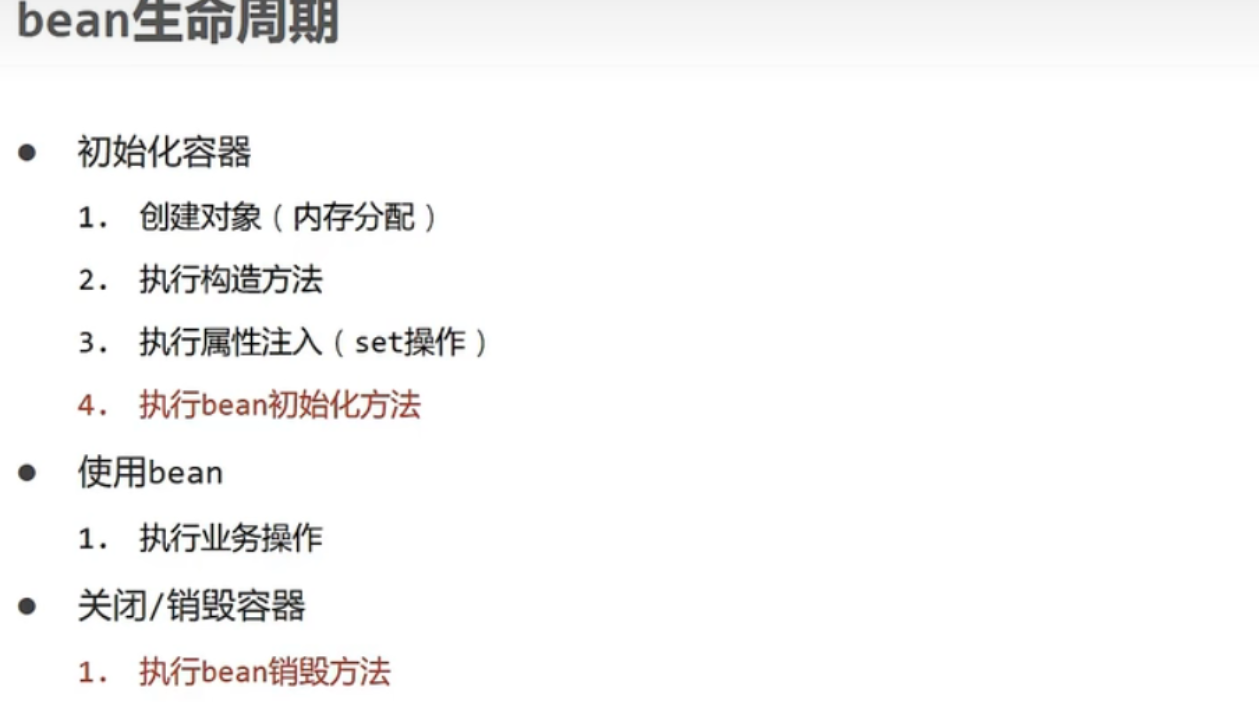 bean生命周期
● 初始化容器
1. 创建对象（内存分配）
2. 执行构造方法
3. 执行属性注入（set操作）
4. 执行bean初始化方法
● 使用bean
1. 执行业务操作
● 关闭/销毁容器
1. 执行bean销毁方法